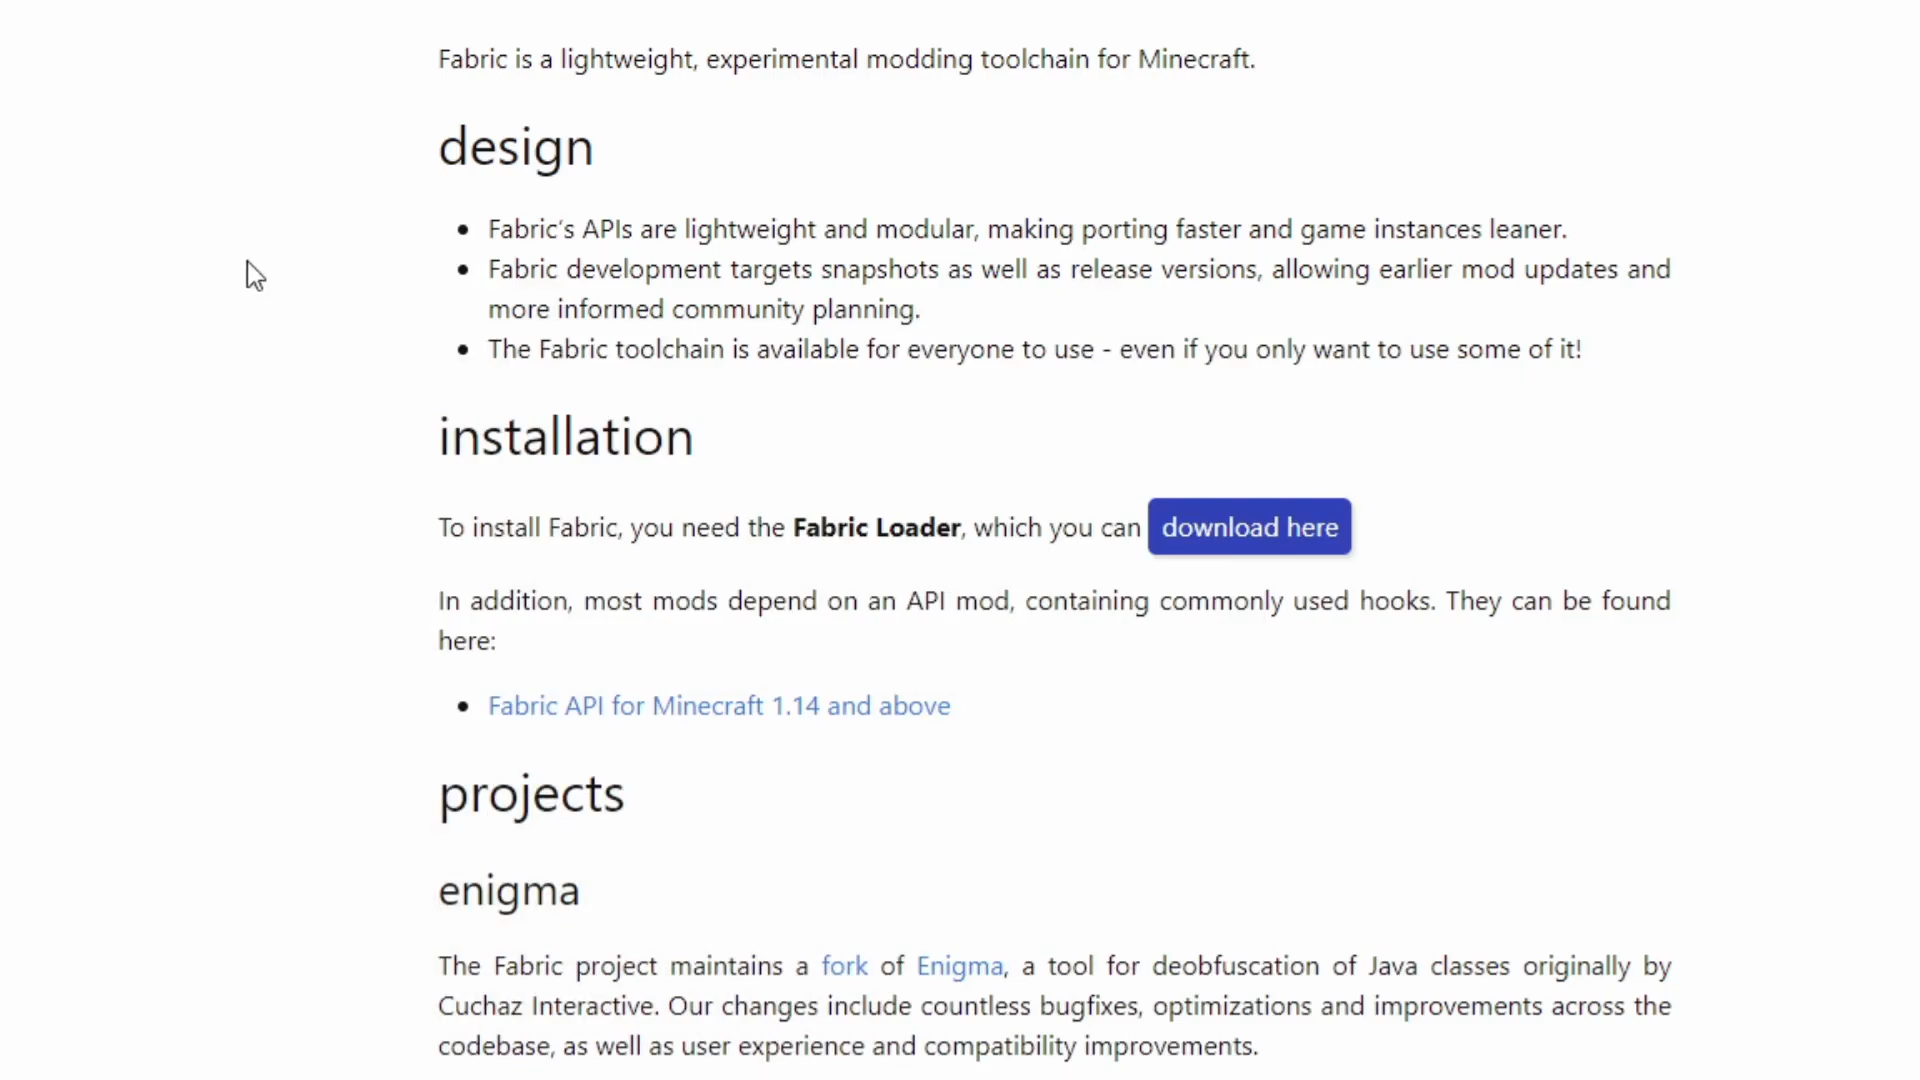 Fabric is a lightweight, experimental modding toolchain for Minecraft.
design
Fabric's APIs are lightweight and modular, making porting faster and game instances leaner.
Fabric development targets snapshots as well as release versions, allowing earlier mod updates and
more informed community planning.
The Fabric toolchain is available for everyone to use - even if you only want to use some of it!
installation
To install Fabric, you need the Fabric Loader, which you can download here
In addition, most mods depend on an API mod, containing commonly used hooks. They can be found
here:
Fabric API for Minecraft 1.14 and above
projects
enigma
The Fabric project maintains a fork of Enigma, a tool for deobfuscation of Java classes originally by
Cuchaz Interactive. Our changes include countless bugfixes, optimizations and improvements across the
codebase, as well as user experience and compatibility improvements.